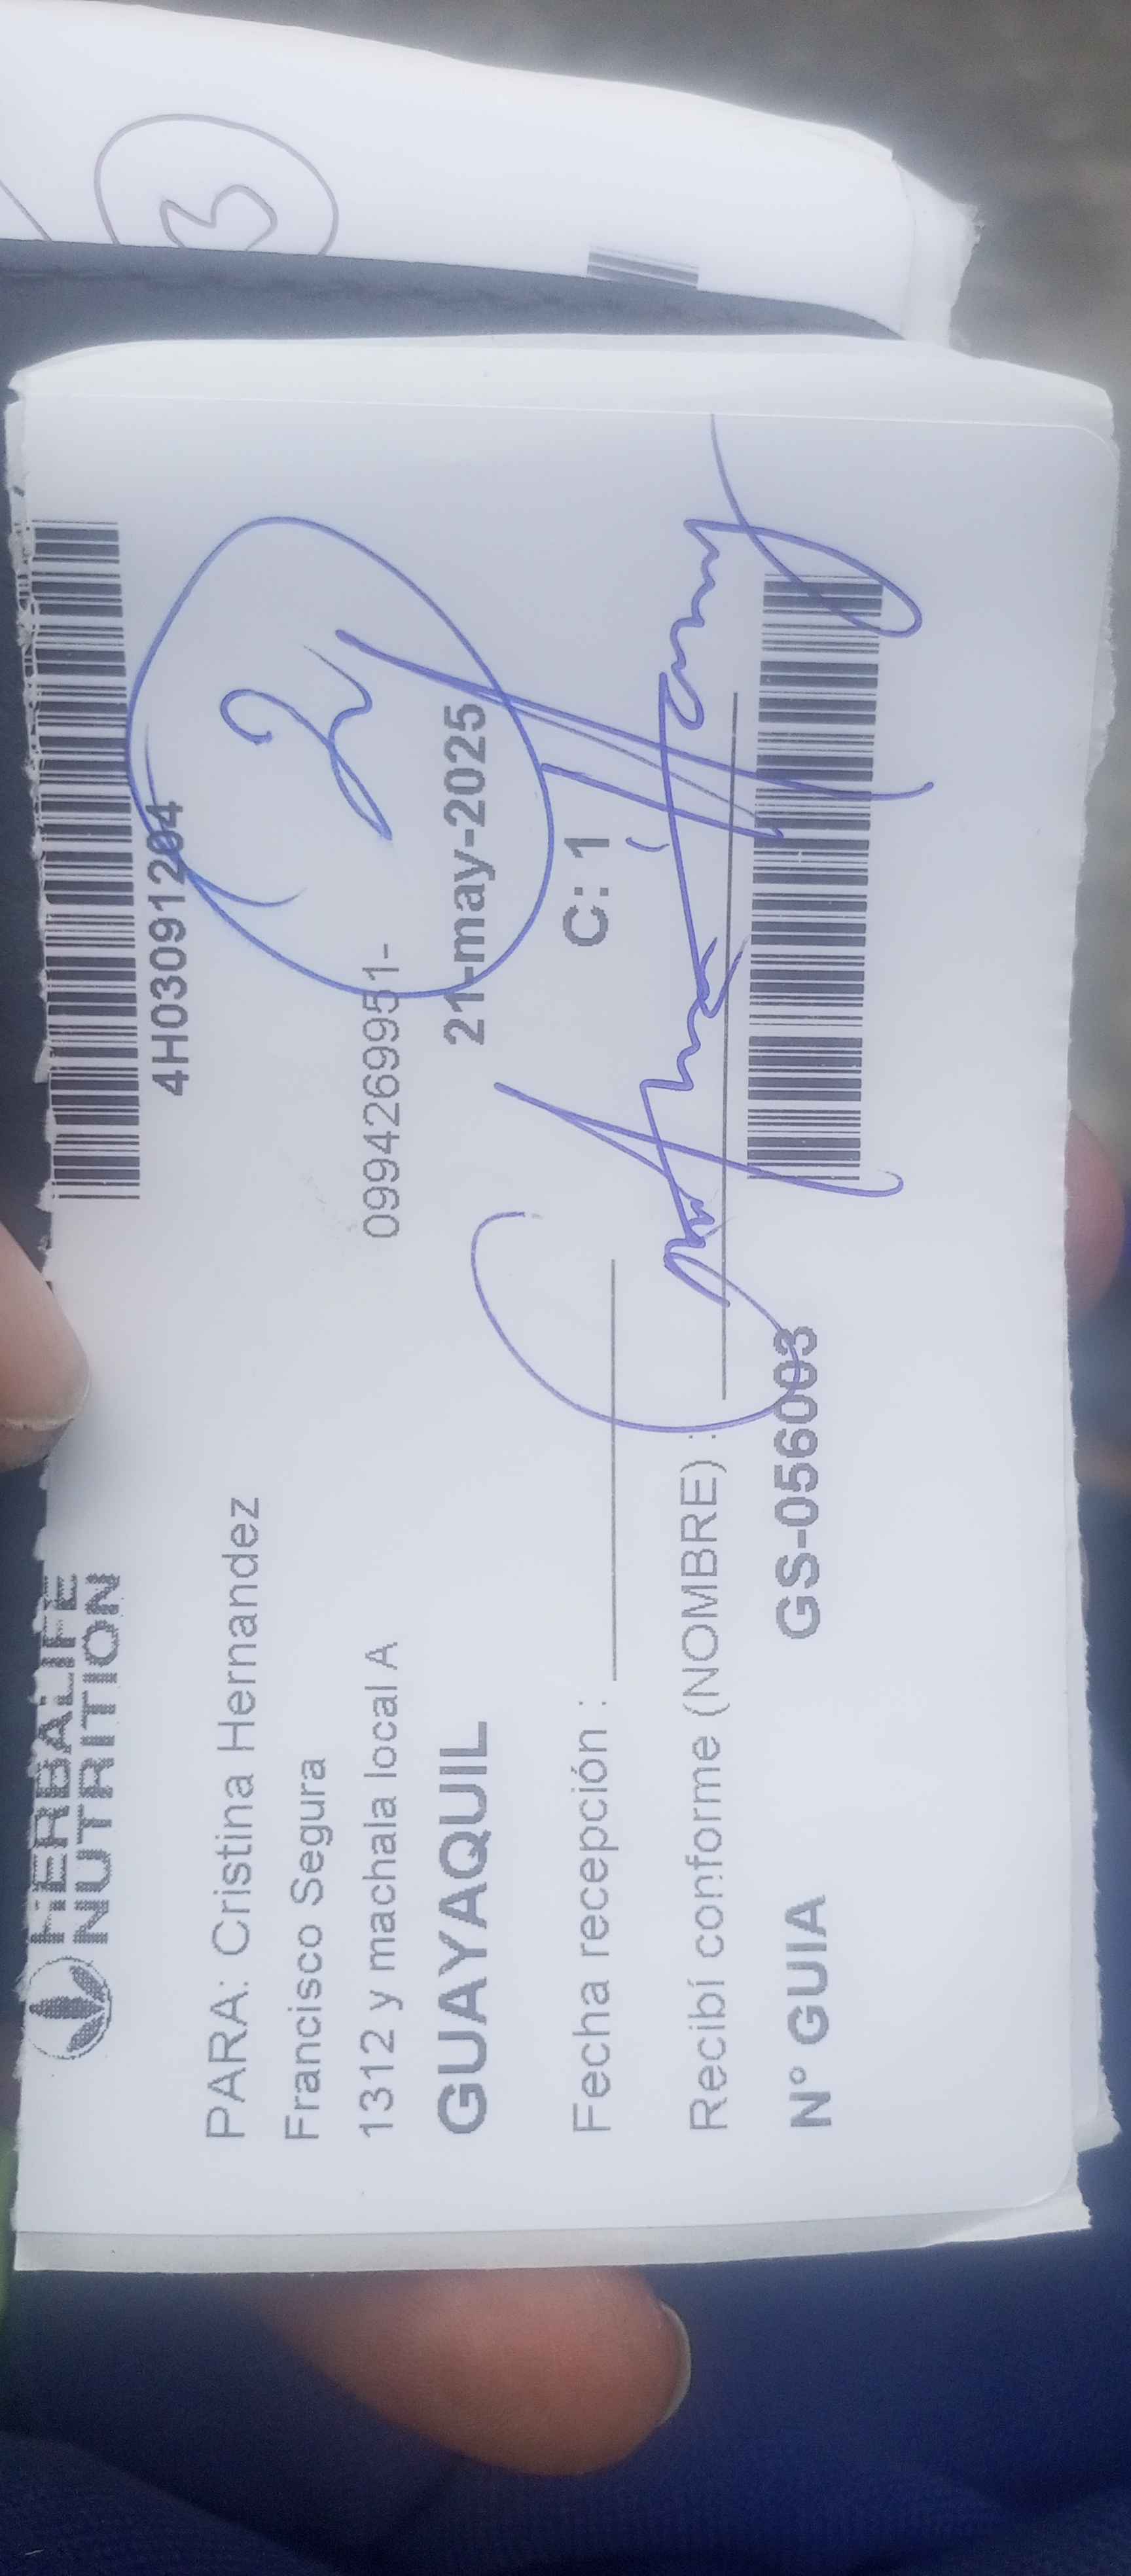 HERBALIFE
NUTRITION
4H03091204
PARA: Cristina Hernandez
Francisco Segura
0994269951-
1312 y machala local A
GUAYAQUIL
21-may-2025
2
Fecha recepción :
C: 1
Recibí conforme (NOMBRE) :
N° GUIA
GS-056003
3